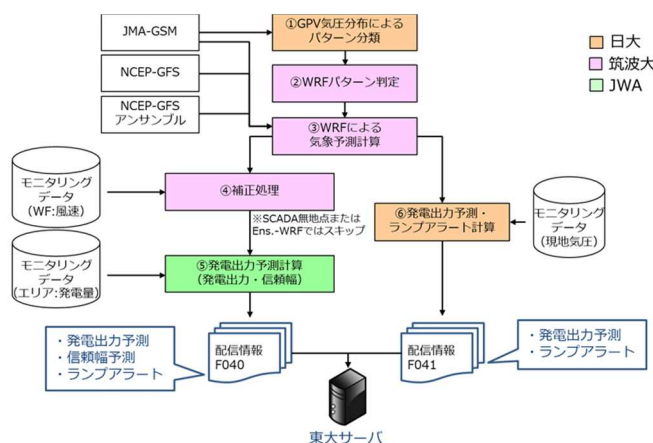 JMA-GSM
①GPV気圧分布による
パターン分類
日大
筑波大
JWA
NCEP-GFS
②WRFパターン判定
NCEP-GFS
アンサンブル
③WRFによる
気象予測計算
モニタリング
データ
(WF:風速)
④補正処理
※SCADA無地点または
Ens.-WRFではスキップ
⑥発電出力予測・
ランプアラート計算
モニタリング
データ
(現地気圧)
モニタリング
データ
(エリア:発電量)
⑤発電出力予測計算
(発電出力・信頼幅)
・発電出力予測
・信頼幅予測
・ランプアラート
配信情報
F040
配信情報
F041
・発電出力予測
・ランプアラート
東大サーバ